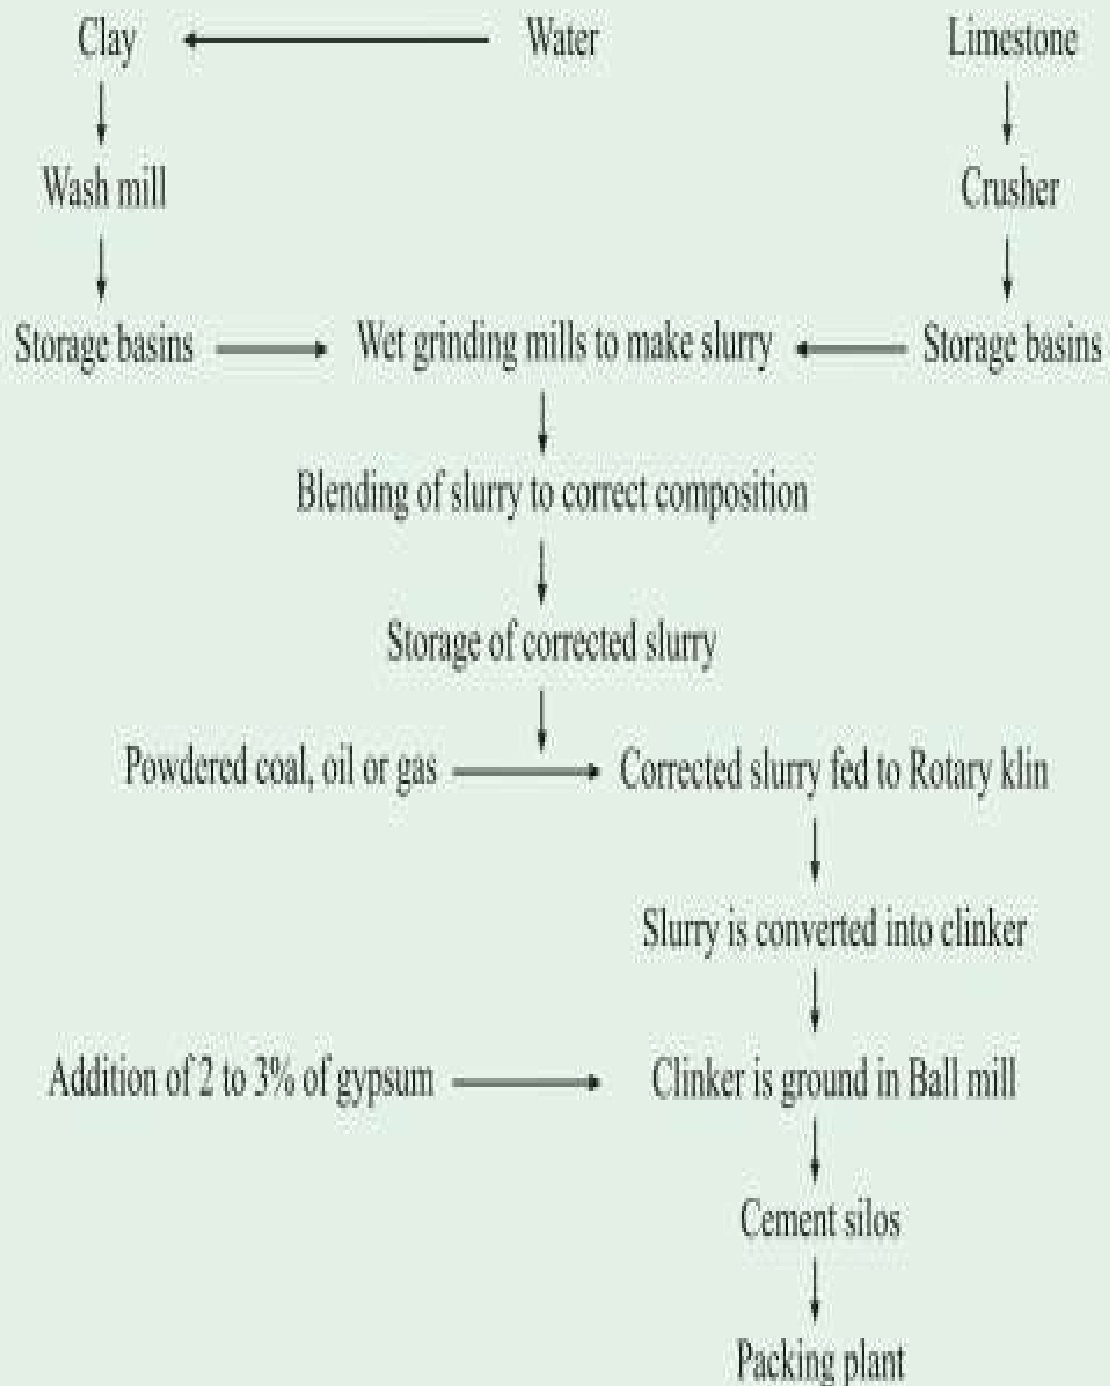 Clay
Water
Limestone
Wash mill
Crusher
Storage basins
Wet grinding mills to make slurry
Storage basins
Blending of slurry to correct composition
Storage of corrected slurry
Powdered coal, oil or gas
Corrected slurry fed to Rotary klin
Slurry is converted into clinker
Addition of 2 to 3% of gypsum
Clinker is ground in Ball mill
Cement silos
Packing plant